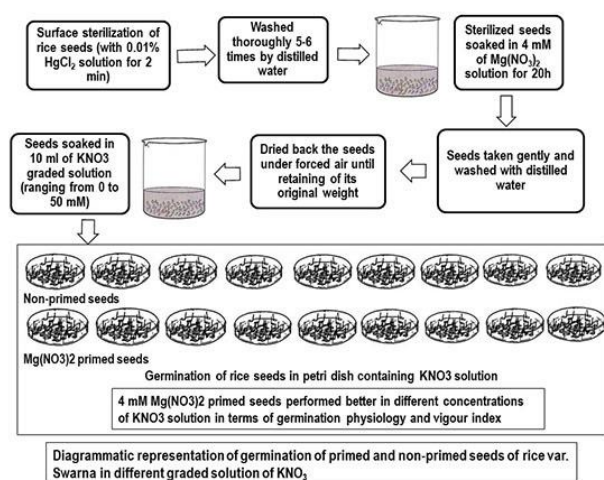 Surface sterilization of
rice seeds (with 0.01%
HgCl₂ solution for 2
min)
Washed
thoroughly 5-6
times by distilled
water
Sterilized seeds
soaked in 4 mM
of Mg(NO₃)₂
solution for 20h
Seeds soaked in
10 ml of KNO3
graded solution
(ranging from 0 to
50 mM)
Dried back the seeds
under forced air until
retaining of its
original weight
Seeds taken gently and
washed with distilled
water
Non-primed seeds
Mg(NO3)2 primed seeds
Germination of rice seeds in petri dish containing KNO3 solution
4 mM Mg(NO3)2 primed seeds performed better in different concentrations
of KNO3 solution in terms of germination physiology and vigour index
Diagrammatic representation of germination of primed and non-primed seeds of rice var.
Swarna in different graded solution of KNO₃